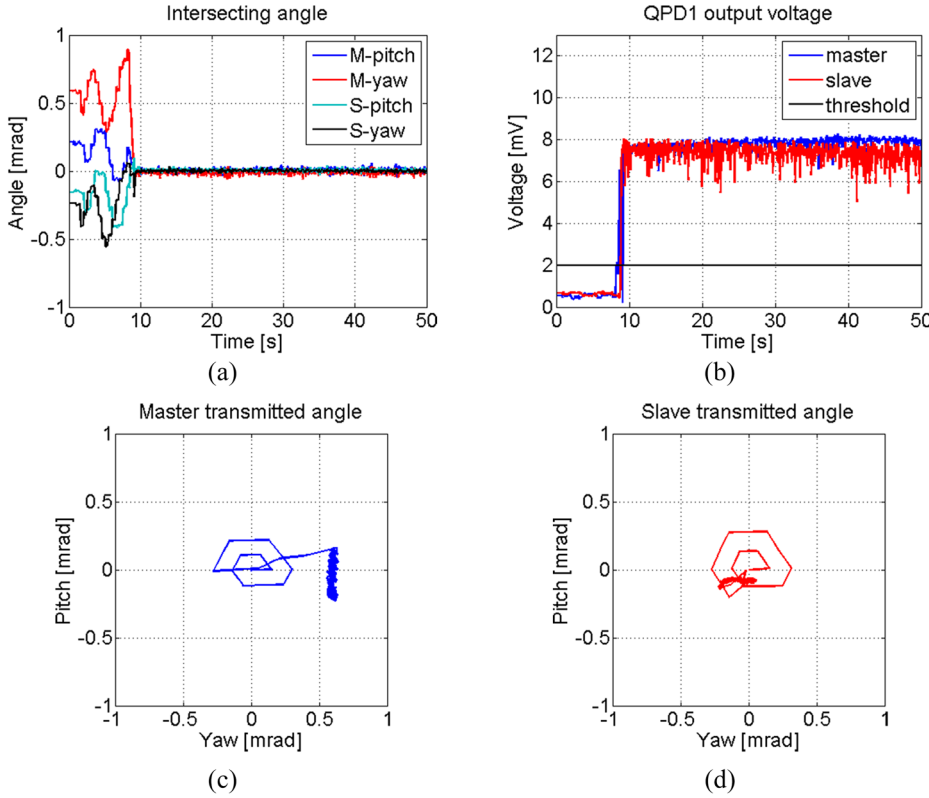 Intersecting angle
Angle [mrad]
1
0.5
0
-0.5
-1
0 10 20 30 40 50
Time [s]
M-pitch
M-yaw
S-pitch
S-yaw
(a)
QPD1 output voltage
Voltage [mV]
12
10
8
6
4
2
0
0 10 20 30 40 50
Time [s]
master
slave
threshold
(b)
Master transmitted angle
Pitch [mrad]
1
0.5
0
-0.5
-1
-1 -0.5 0 0.5 1
Yaw [mrad]
(c)
Slave transmitted angle
Pitch [mrad]
1
0.5
0
-0.5
-1
-1 -0.5 0 0.5 1
Yaw [mrad]
(d)